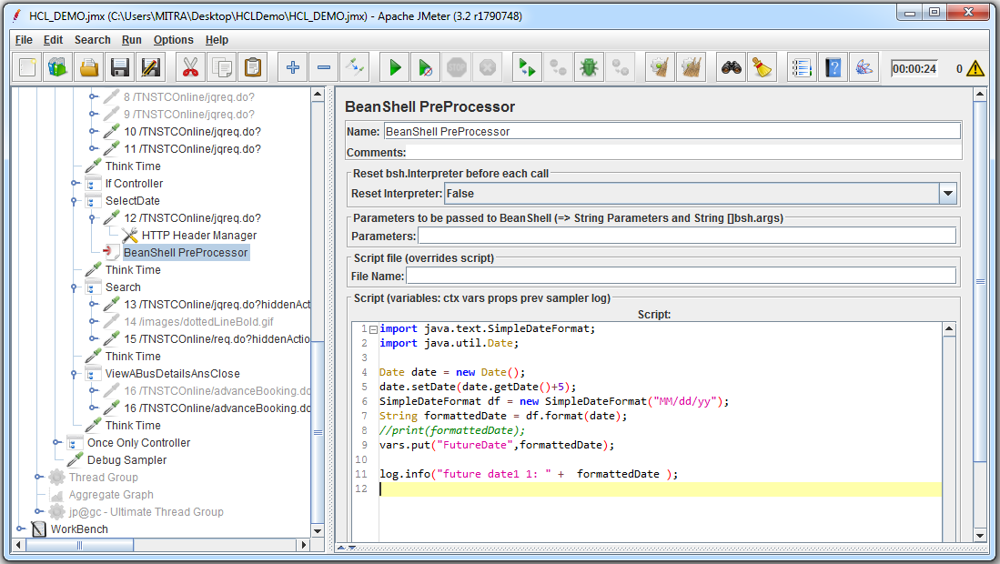 HCL_DEMO.jmx (C:\Users\MITRA\Desktop\HCLDemo\HCL_DEMO.jmx) - Apache JMeter (3.2 r1790748)
File Edit Search Run Options Help
STOP
00:00:24 0
8 /TNSTCOnline/jqreq.do?
9 /TNSTCOnline/jqreq.do?
10 /TNSTCOnline/jqreq.do?
11 /TNSTCOnline/jqreq.do?
Think Time
If Controller
SelectDate
12 /TNSTCOnline/jqreq.do?
HTTP Header Manager
BeanShell PreProcessor
Think Time
Search
13 /TNSTCOnline/jqreq.do?hiddenAct
14 /images/dottedLineBold.gif
15 /TNSTCOnline/req.do?hiddenActio
Think Time
ViewABusDetailsAnsClose
16 /TNSTCOnline/advanceBooking.do
16 /TNSTCOnline/advanceBooking.do
Think Time
Once Only Controller
Debug Sampler
Thread Group
Aggregate Graph
jp@gc - Ultimate Thread Group
WorkBench
BeanShell PreProcessor
Name: BeanShell PreProcessor
Comments:
Reset bsh.Interpreter before each call
Reset Interpreter: False
Parameters to be passed to BeanShell (=> String Parameters and String []bsh.args)
Parameters:
Script file (overrides script)
File Name:
Script (variables: ctx vars props prev sampler log)
Script:
1 import java.text.SimpleDateFormat;
2 import java.util.Date;
3
4 Date date = new Date();
5 date.setDate(date.getDate()+5);
6 SimpleDateFormat df = new SimpleDateFormat("MM/dd/yy");
7 String formattedDate = df.format(date);
8 //print(formattedDate);
9 vars.put("FutureDate",formattedDate);
10
11 log.info("future date1 1: " +  formattedDate );
12